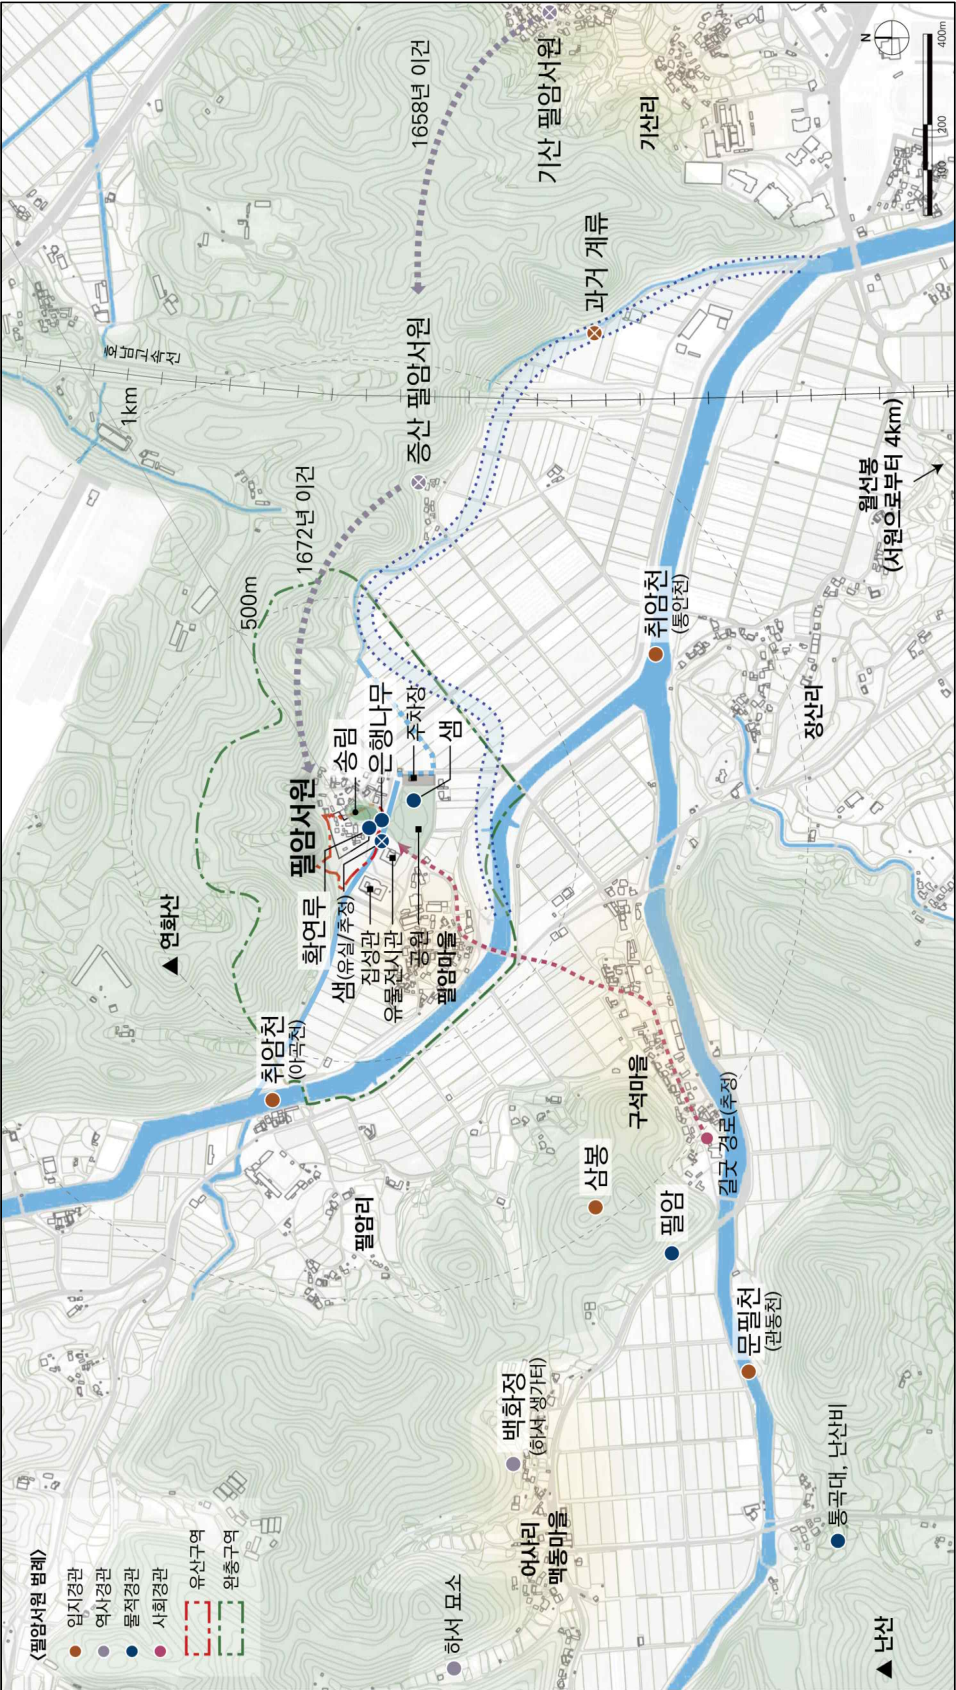 <필암서원 범례>
입지경관
역사경관
물적경관
사회경관
유산구역
완충구역
하서 묘소
어사리
맥동마을
백화정
(하서 생가터)
통곡대, 난산비
▲ 난산
문필천
(관동천)
필암
삼봉
길굿 경로(추정)
구석마을
필암리
취암천
(아곡천)
▲ 연화산
필암서원
확연루
샘(유실/추정)
집성관
유물전시관
공원
필암마을
송림
은행나무
주차장
샘
500m
1672년 이건
증산 필암서원
1km
호남고속선
1658년 이건
기산 필암서원
기산리
과거 계류
취암천
(통안천)
장산리
월선봉
(서원으로부터 4km)
N
100
200
400m